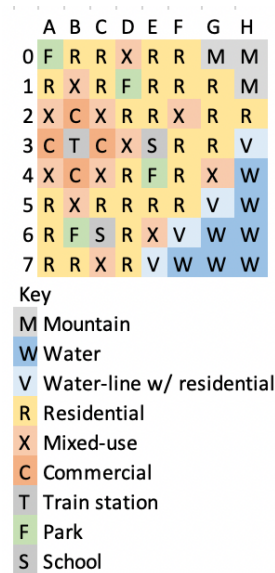 A B C D E F G H
0 F R R X R R M M
1 R X R F R R R M
2 X C X R R X R R
3 C T C X S R R V
4 X C X R F R X W
5 R X R R R R V W
6 R F S R X V W W
7 R R X R V W W W
Key
M Mountain
W Water
V Water-line w/ residential
R Residential
X Mixed-use
C Commercial
T Train station
F Park
S School